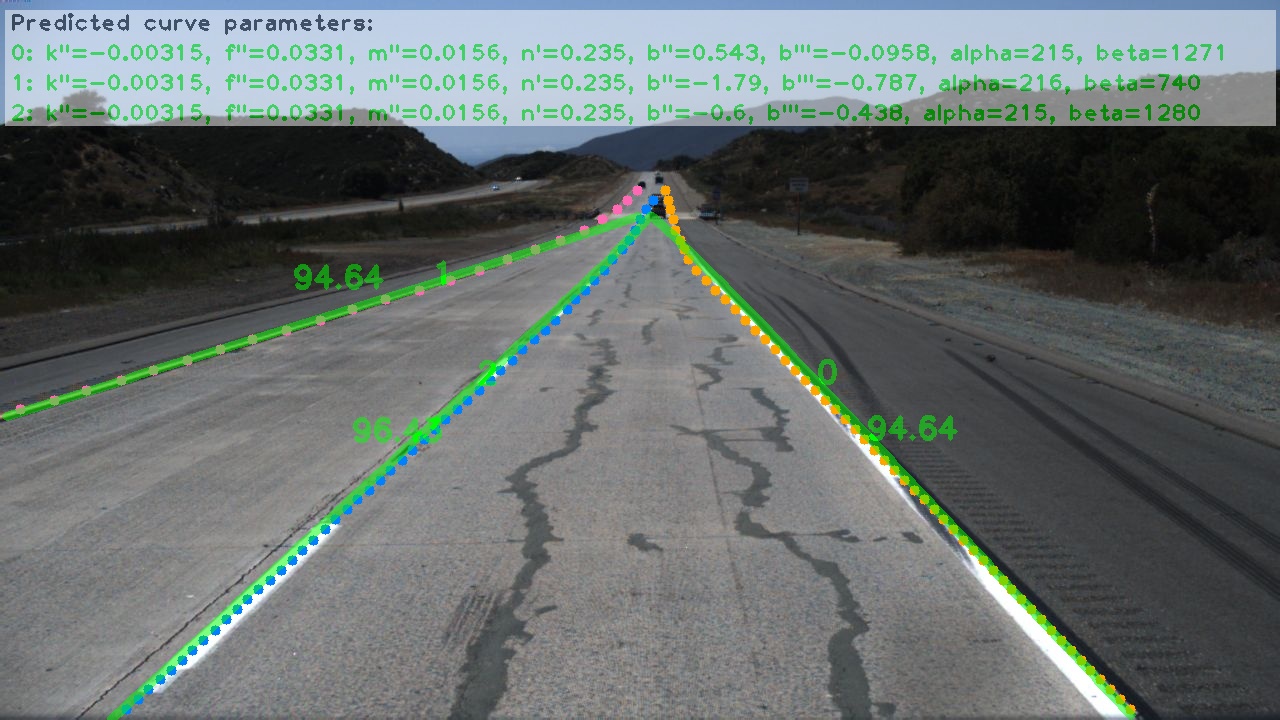 Predicted curve parameters:
0: k''=-0.00315, f''=0.0331, m''=0.0156, n'=0.235, b''=0.543, b'''=-0.0958, alpha=215, beta=1271
1: k''=-0.00315, f''=0.0331, m''=0.0156, n'=0.235, b''=-1.79, b'''=-0.787, alpha=216, beta=740
2: k''=-0.00315, f''=0.0331, m''=0.0156, n'=0.235, b''=-0.6, b'''=-0.438, alpha=215, beta=1280
94.64 1
2 0
94.64